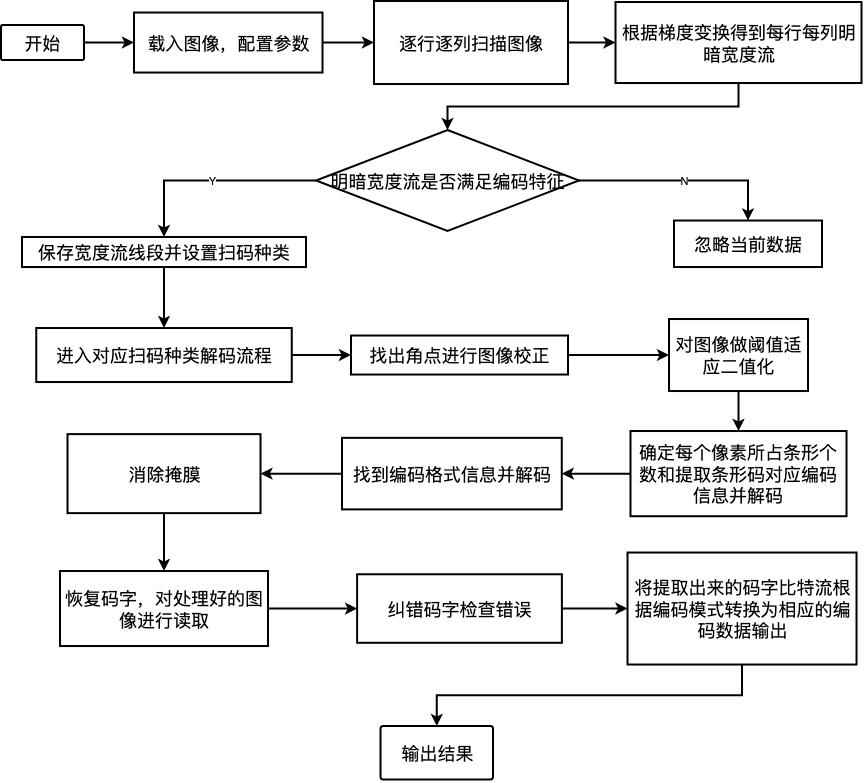 开始
载入图像，配置参数
逐行逐列扫描图像
根据梯度变换得到每行每列明
暗宽度流
明暗宽度流是否满足编码特征
Y
N
保存宽度流线段并设置扫码种类
忽略当前数据
进入对应扫码种类解码流程
找出角点进行图像校正
对图像做阈值适
应二值化
确定每个像素所占条形个
数和提取条形码对应编码
信息并解码
找到编码格式信息并解码
消除掩膜
恢复码字，对处理好的图
像进行读取
纠错码字检查错误
将提取出来的码字比特流根
据编码模式转换为相应的编
码数据输出
输出结果